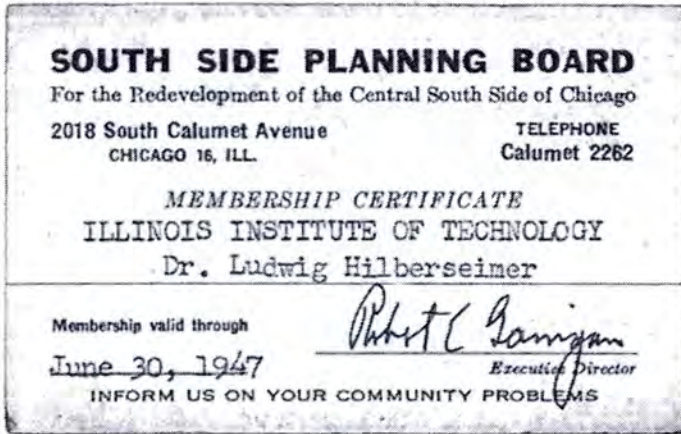 SOUTH SIDE PLANNING BOARD
For the Redevelopment of the Central South Side of Chicago
2018 South Calumet Avenue TELEPHONE
CHICAGO 16, ILL. Calumet 2262
MEMBERSHIP CERTIFICATE
ILLINOIS INSTITUTE OF TECHNOLOGY
Dr. Ludwig Hilberseimer
Membership valid through
Robert C
June 30, 1947 Executive Director
INFORM US ON YOUR COMMUNITY PROBLEMS